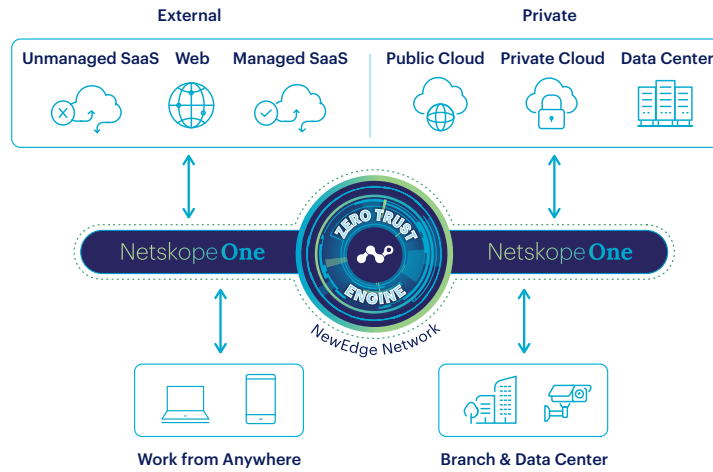 External
Private
Unmanaged SaaS
Web
Managed SaaS
Public Cloud
Private Cloud
Data Center
Netskope One
ZERO TRUST
ENGINE
Netskope One
NewEdge Network
Work from Anywhere
Branch & Data Center